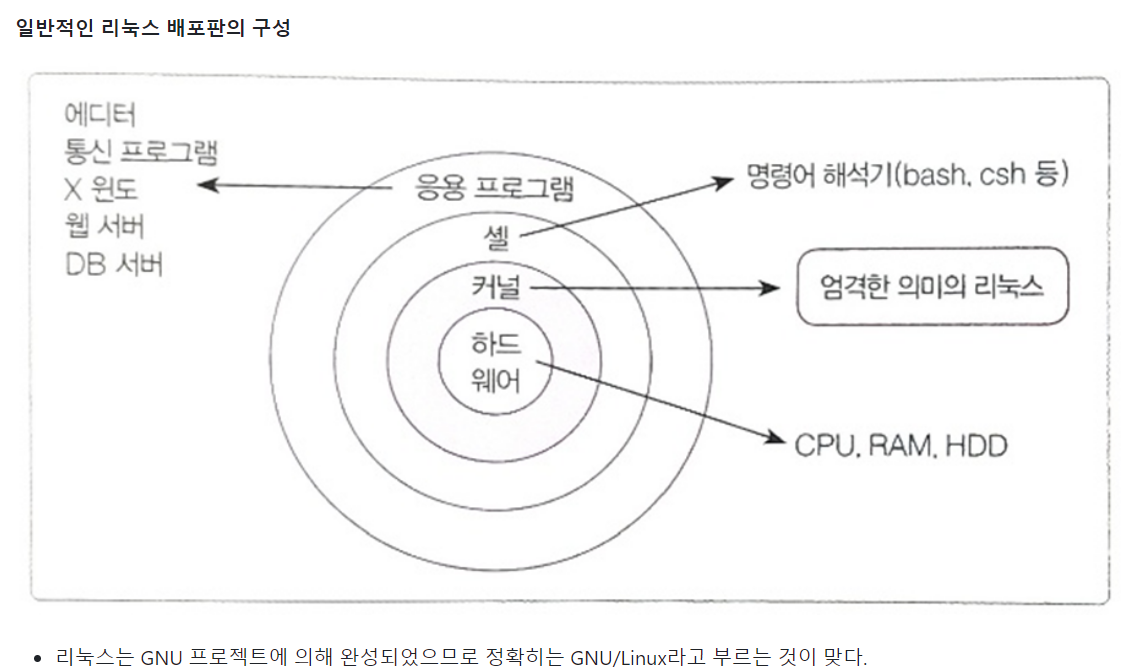 일반적인 리눅스 배포판의 구성
에디터
통신 프로그램
X 윈도
웹 서버
DB 서버
응용 프로그램
셸
커널
하드
웨어
명령어 해석기(bash, csh 등)
엄격한 의미의 리눅스
CPU, RAM, HDD
• 리눅스는 GNU 프로젝트에 의해 완성되었으므로 정확히는 GNU/Linux라고 부르는 것이 맞다.